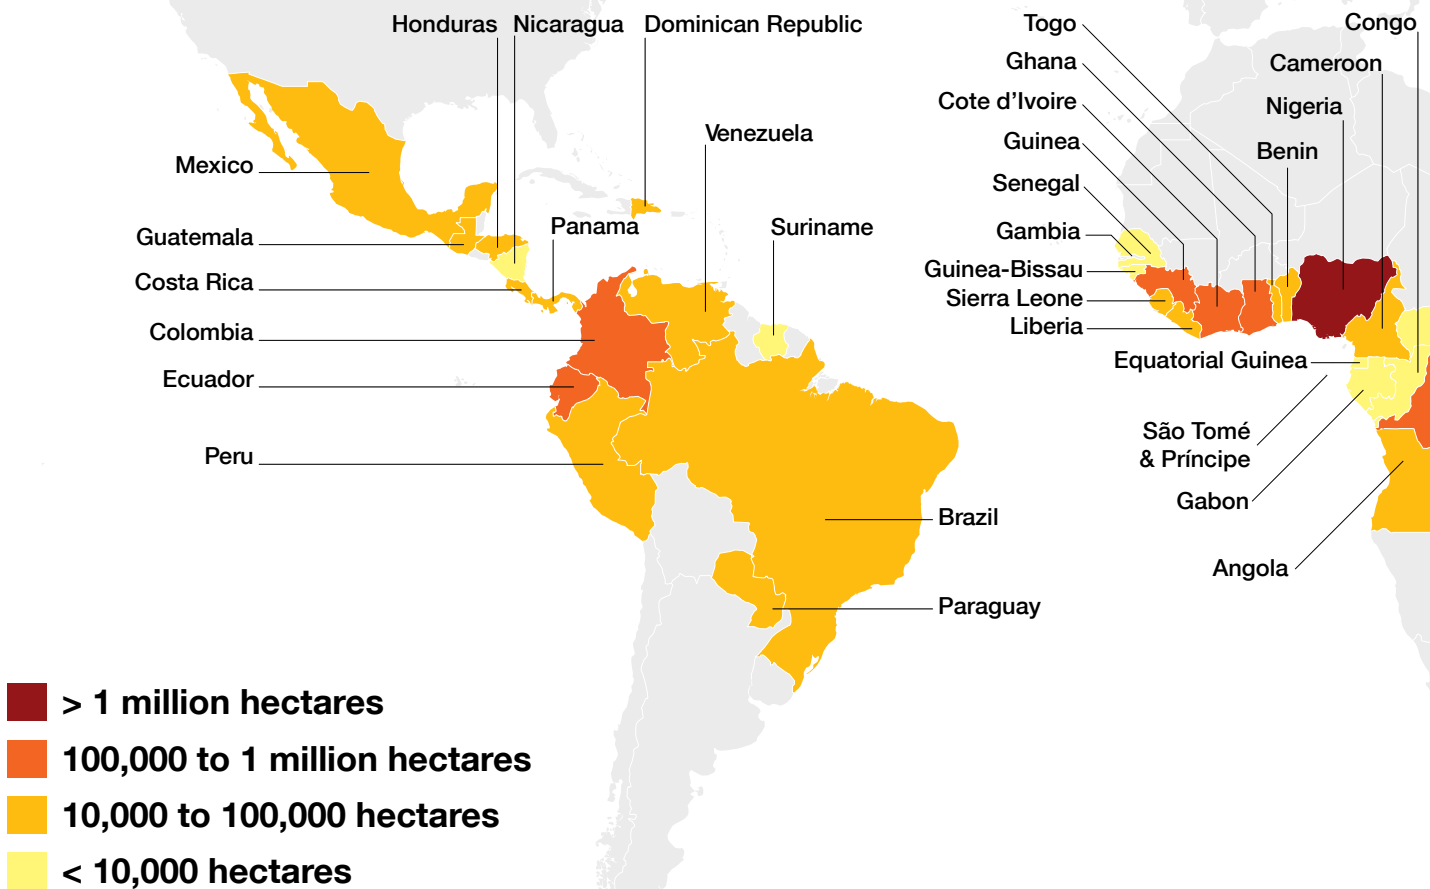 Honduras
Nicaragua
Dominican Republic
Togo
Congo
Ghana
Cameroon
Cote d’Ivoire
Nigeria
Venezuela
Guinea
Benin
Mexico
Senegal
Panama
Suriname
Gambia
Guatemala
Guinea-Bissau
Costa Rica
Sierra Leone
Colombia
Liberia
Equatorial Guinea
Ecuador
São Tomé
& Príncipe
Peru
Gabon
Brazil
Angola
Paraguay
> 1 million hectares
100,000 to 1 million hectares
10,000 to 100,000 hectares
< 10,000 hectares